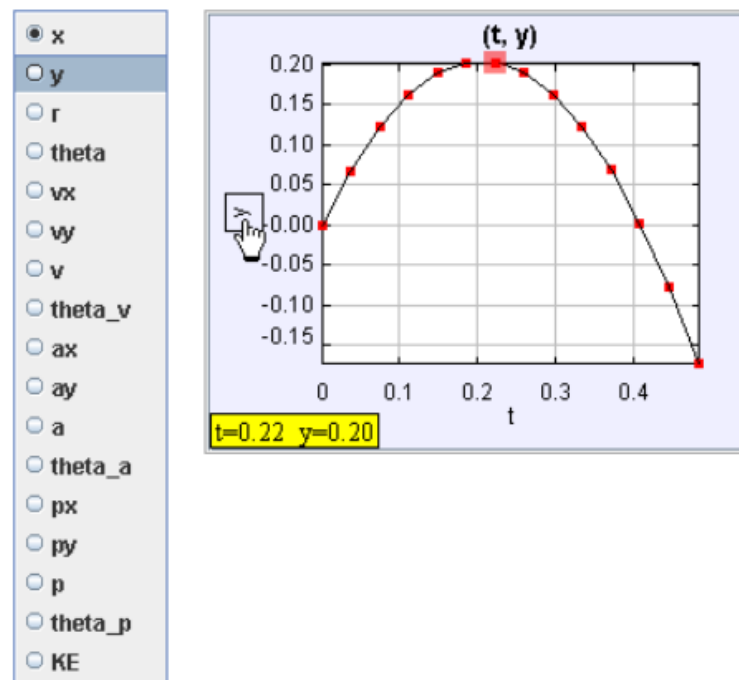 x
y
r
theta
vx
vy
v
theta_v
ax
ay
a
theta_a
px
py
p
theta_p
KE
(t, y)
0.20
0.15
0.10
0.05
-0.00
-0.05
-0.10
-0.15
y
0 0.1 0.2 0.3 0.4
t
t=0.22 y=0.20